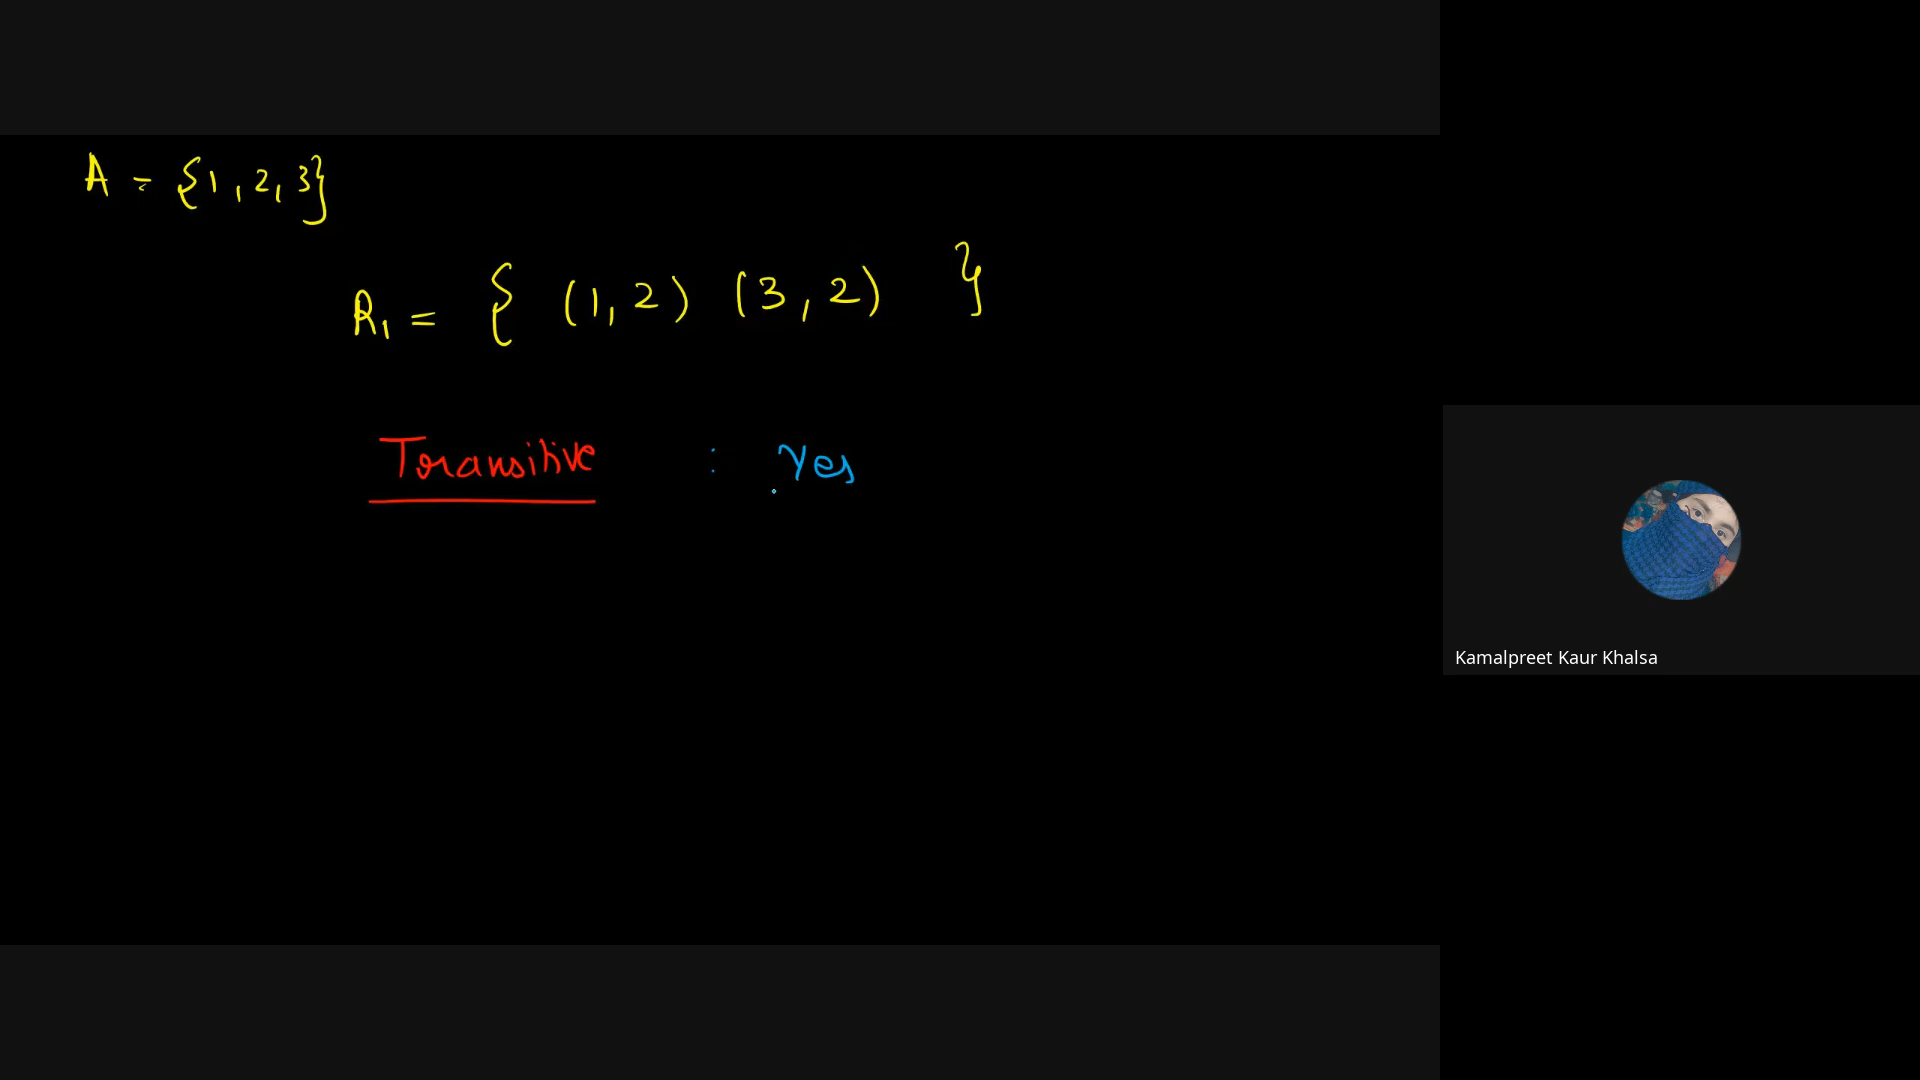 A = {1, 2, 3}
R1 = { (1, 2) (3, 2) }
Transitive : Yes
Kamalpreet Kaur Khalsa